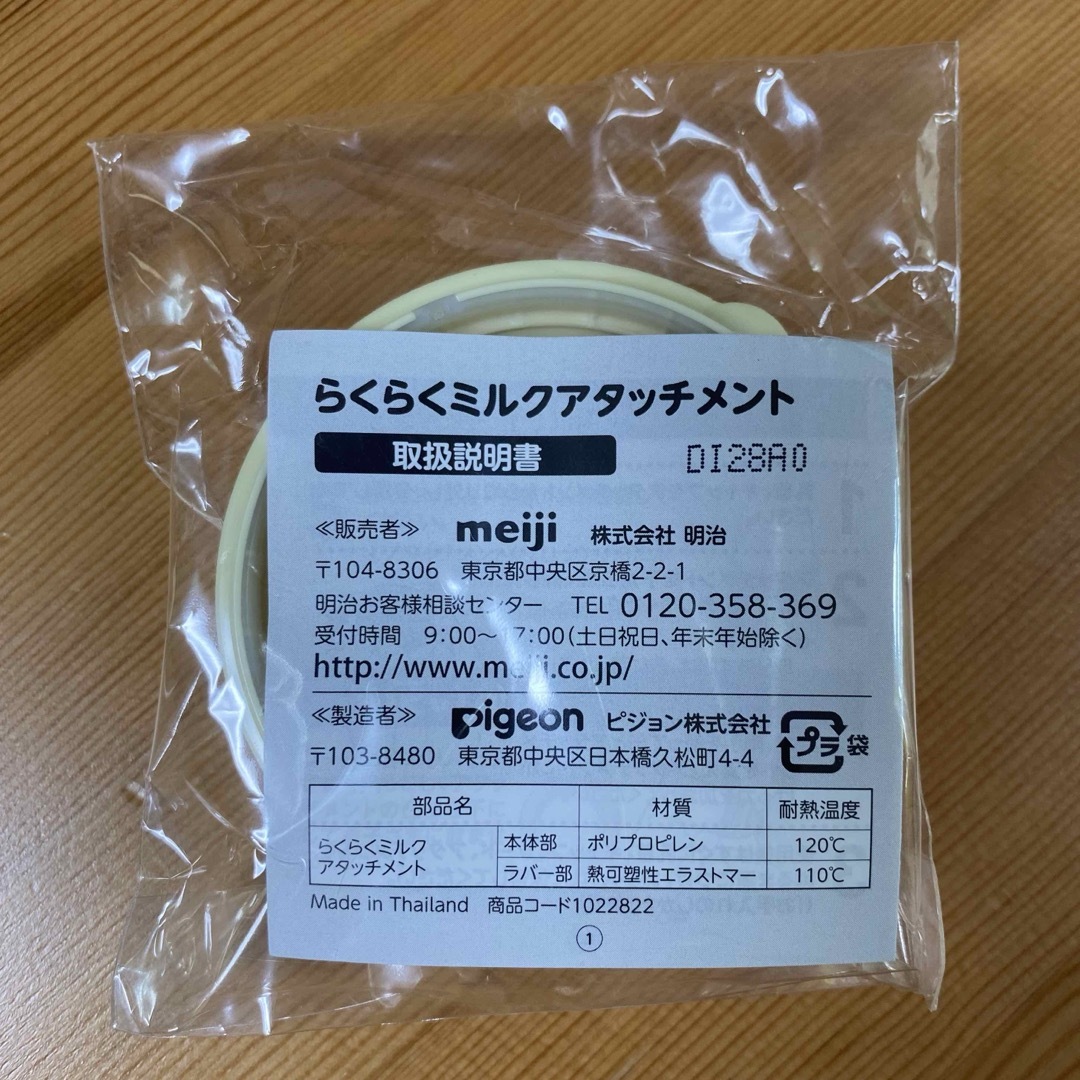 らくらくミルクアタッチメント
取扱説明書 DI28A0
≪販売者≫ meiji 株式会社 明治
〒104-8306 東京都中央区京橋2-2-1
明治お客様相談センター TEL 0120-358-369
受付時間 9:00〜17:00(土日祝日、年末年始除く)
http://www.meiji.co.jp/
≪製造者≫ Pigeon ピジョン株式会社 プラ 袋
〒103-8480 東京都中央区日本橋久松町4-4
部品名 材質 耐熱温度
らくらくミルク 本体部 ポリプロピレン 120℃
アタッチメント ラバー部 熱可塑性エラストマー 110℃
Made in Thailand 商品コード1022822
①